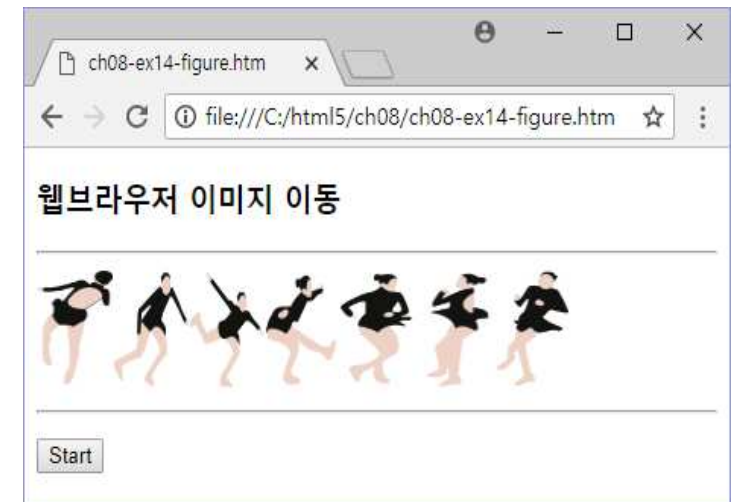 ch08-ex14-figure.htm
file:///C:/html5/ch08/ch08-ex14-figure.htm
웹브라우저 이미지 이동
Start